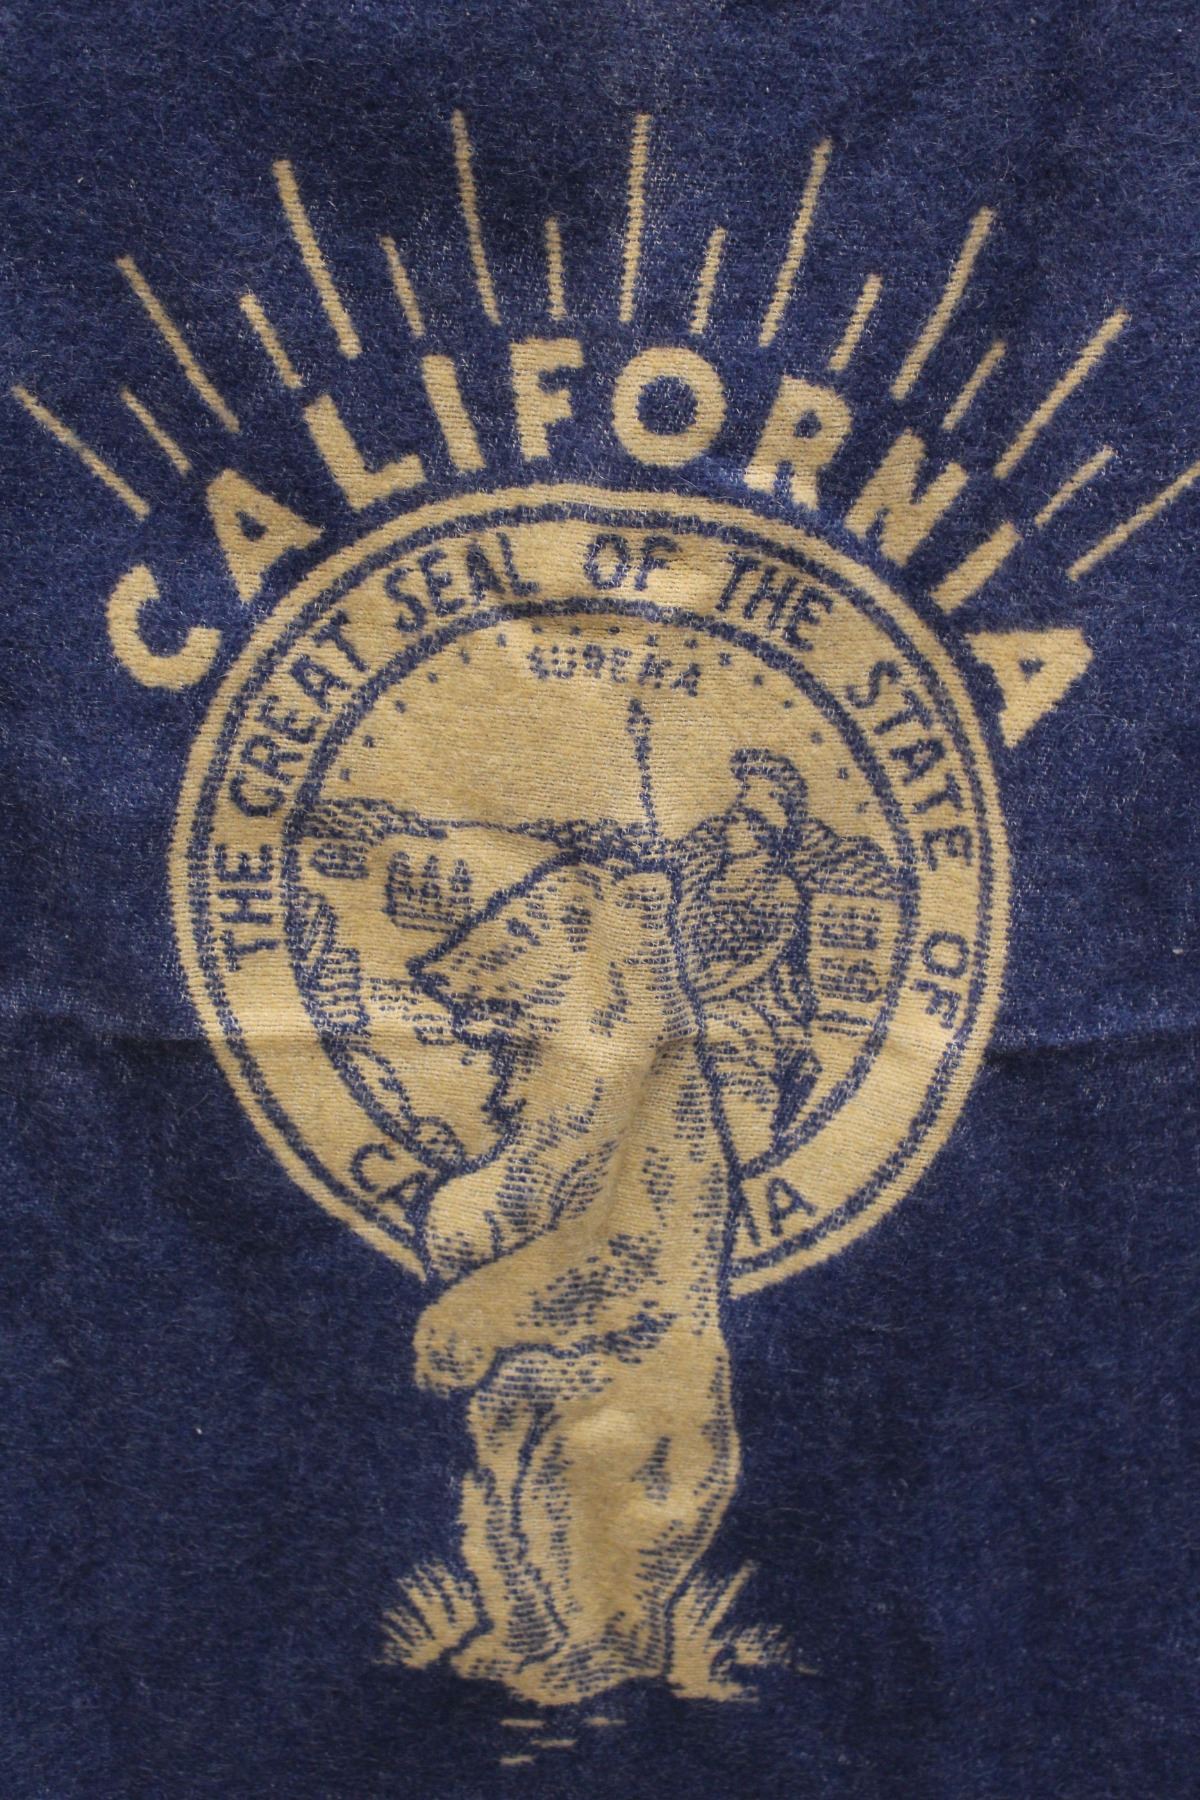 CALIFORNIA
THE GREAT SEAL OF THE STATE OF
CA IA
EUREKA